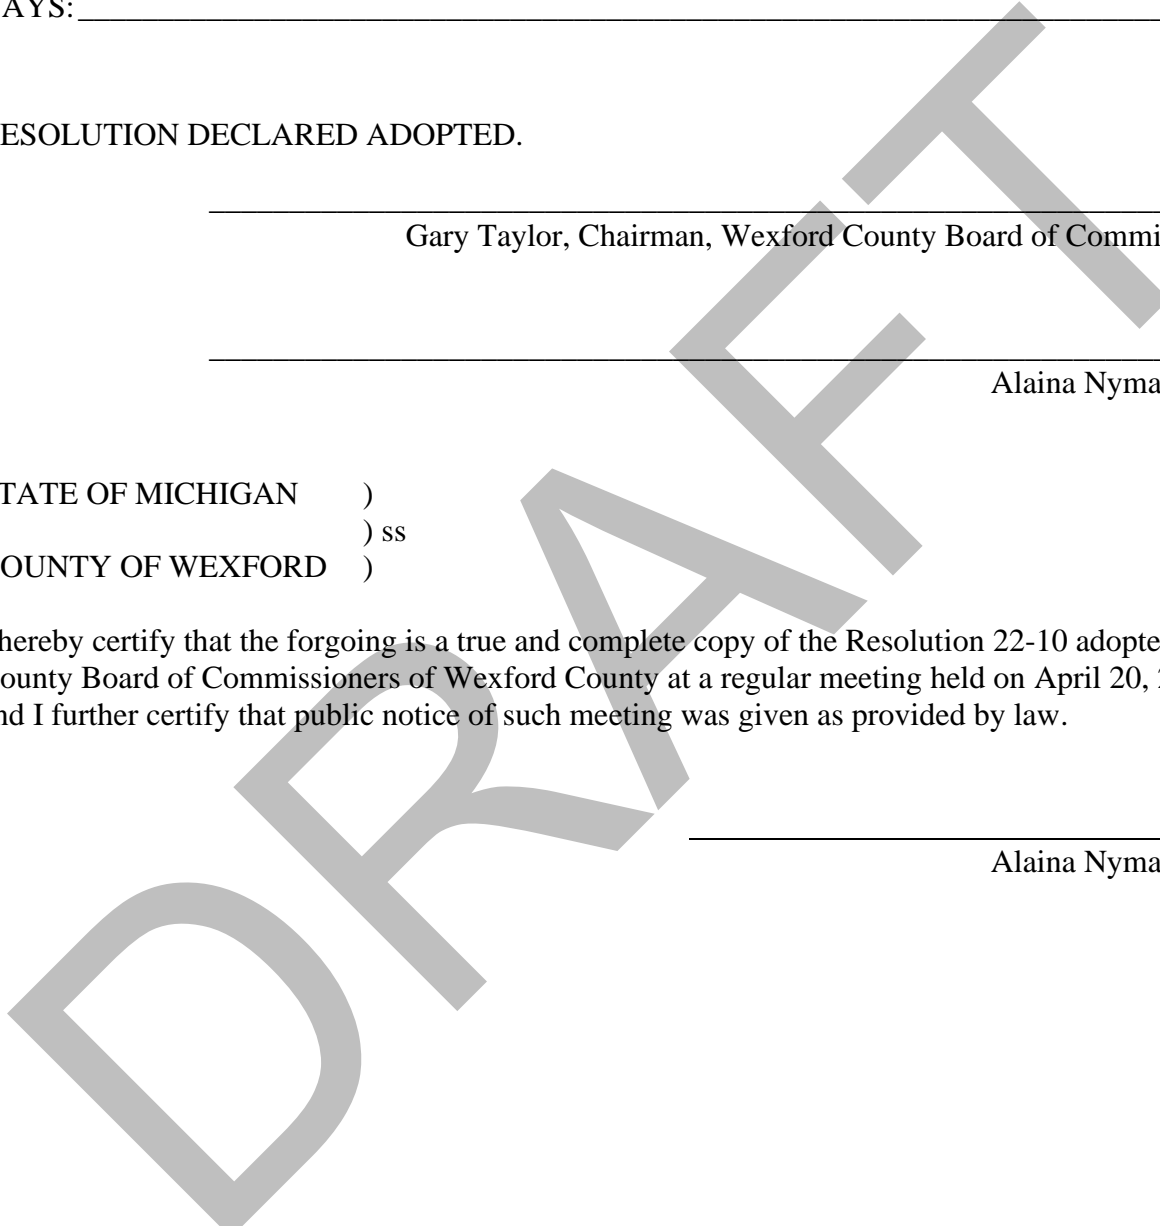 AYS:
ESOLUTION DECLARED ADOPTED.
Gary Taylor, Chairman, Wexford County Board of Commi
Alaina Nyma
TATE OF MICHIGAN )
) ss
OUNTY OF WEXFORD )
hereby certify that the forgoing is a true and complete copy of the Resolution 22-10 adopte
ounty Board of Commissioners of Wexford County at a regular meeting held on April 20, 2
nd I further certify that public notice of such meeting was given as provided by law.
Alaina Nyma
DRAFT